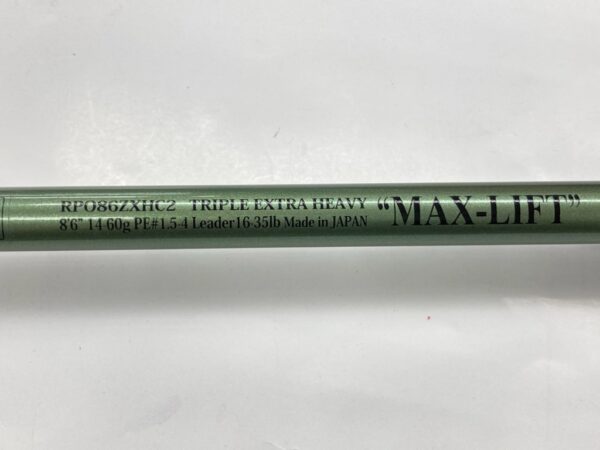 RPO86ZXHC2 TRIPLE EXTRA HEAVY "MAX-LIFT"
8'6" 14-60g PE#1.5-4 Leader16-35lb Made in JAPAN